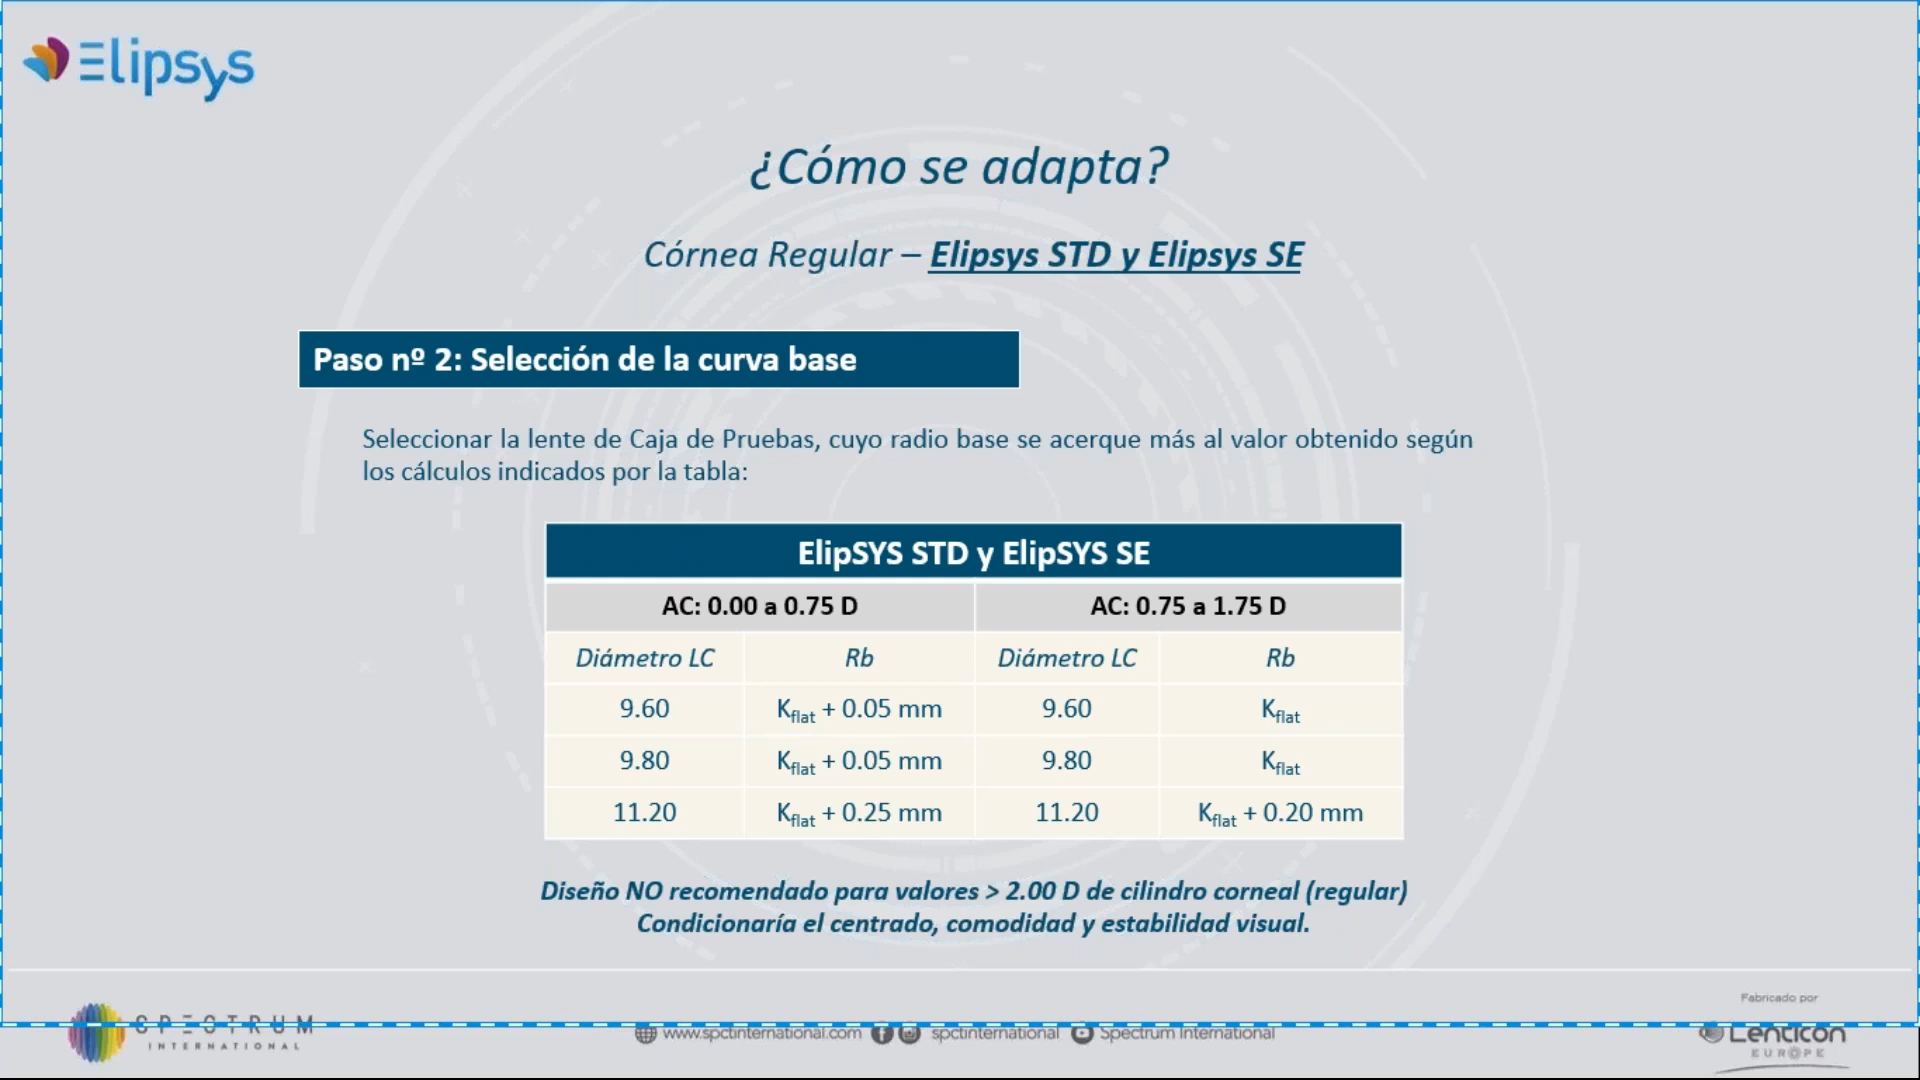 Elipsys
¿Cómo se adapta?
Córnea Regular – Elipsys STD y Elipsys SE
Paso nº 2: Selección de la curva base
Seleccionar la lente de Caja de Pruebas, cuyo radio base se acerque más al valor obtenido según
los cálculos indicados por la tabla:
ElipSYS STD y ElipSYS SE
AC: 0.00 a 0.75 D AC: 0.75 a 1.75 D
Diámetro LC Rb Diámetro LC Rb
9.60 Kflat + 0.05 mm 9.60 Kflat
9.80 Kflat + 0.05 mm 9.80 Kflat
11.20 Kflat + 0.25 mm 11.20 Kflat + 0.20 mm
Diseño NO recomendado para valores > 2.00 D de cilindro corneal (regular)
Condicionaría el centrado, comodidad y estabilidad visual.
Fabricado por
SPECTRUM
INTERNATIONAL
www.spctinternational.com spctinternational Spectrum International
Lenticon
EUROPE